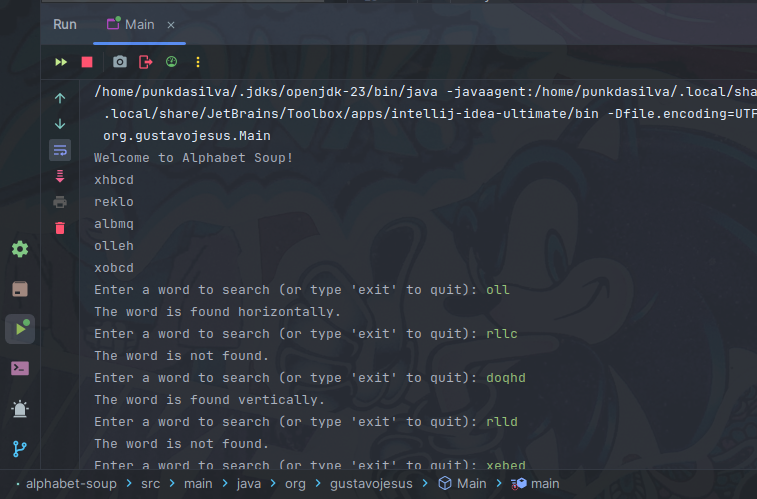 Run Main
/home/punkdasilva/.jdks/openjdk-23/bin/java -javaagent:/home/punkdasilva/.local/sha
.local/share/JetBrains/Toolbox/apps/intellij-idea-ultimate/bin -Dfile.encoding=UTF
org.gustavojesus.Main
Welcome to Alphabet Soup!
xhbcd
reklo
albmq
olleh
xobcd
Enter a word to search (or type 'exit' to quit): oll
The word is found horizontally.
Enter a word to search (or type 'exit' to quit): rllc
The word is not found.
Enter a word to search (or type 'exit' to quit): doqhd
The word is found vertically.
Enter a word to search (or type 'exit' to quit): rlld
The word is not found.
Enter a word to search (or type 'exit' to quit): xebed
alphabet-soup > src > main > java > org > gustavojesus > Main > main